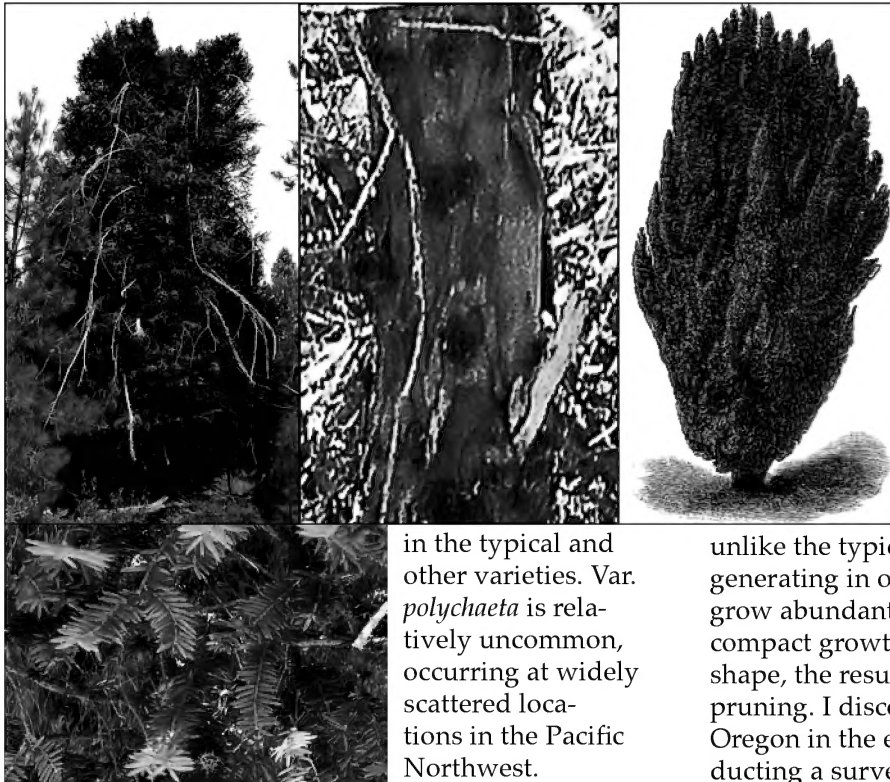 in the typical and
other varieties. Var.
polychaeta is rela-
tively uncommon,
occurring at widely
scattered loca-
tions in the Pacific
Northwest.
unlike the typic
generating in o
grow abundant
compact growt
shape, the resu
pruning. I disco
Oregon in the e
ducting a surve